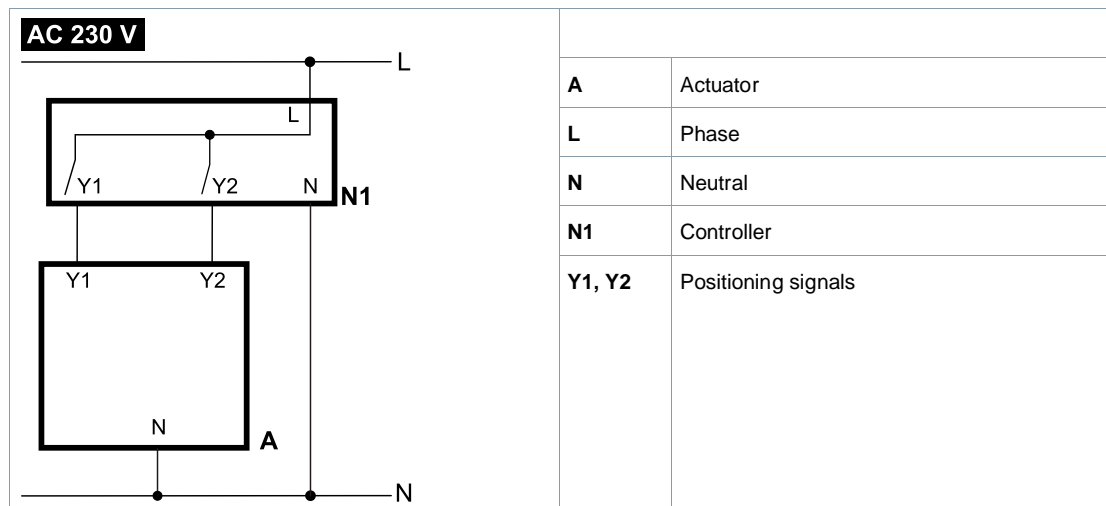 AC 230 V
L
L
Y1 Y2 N
N1
Y1 Y2
N
A
N
A Actuator
L Phase
N Neutral
N1 Controller
Y1, Y2 Positioning signals